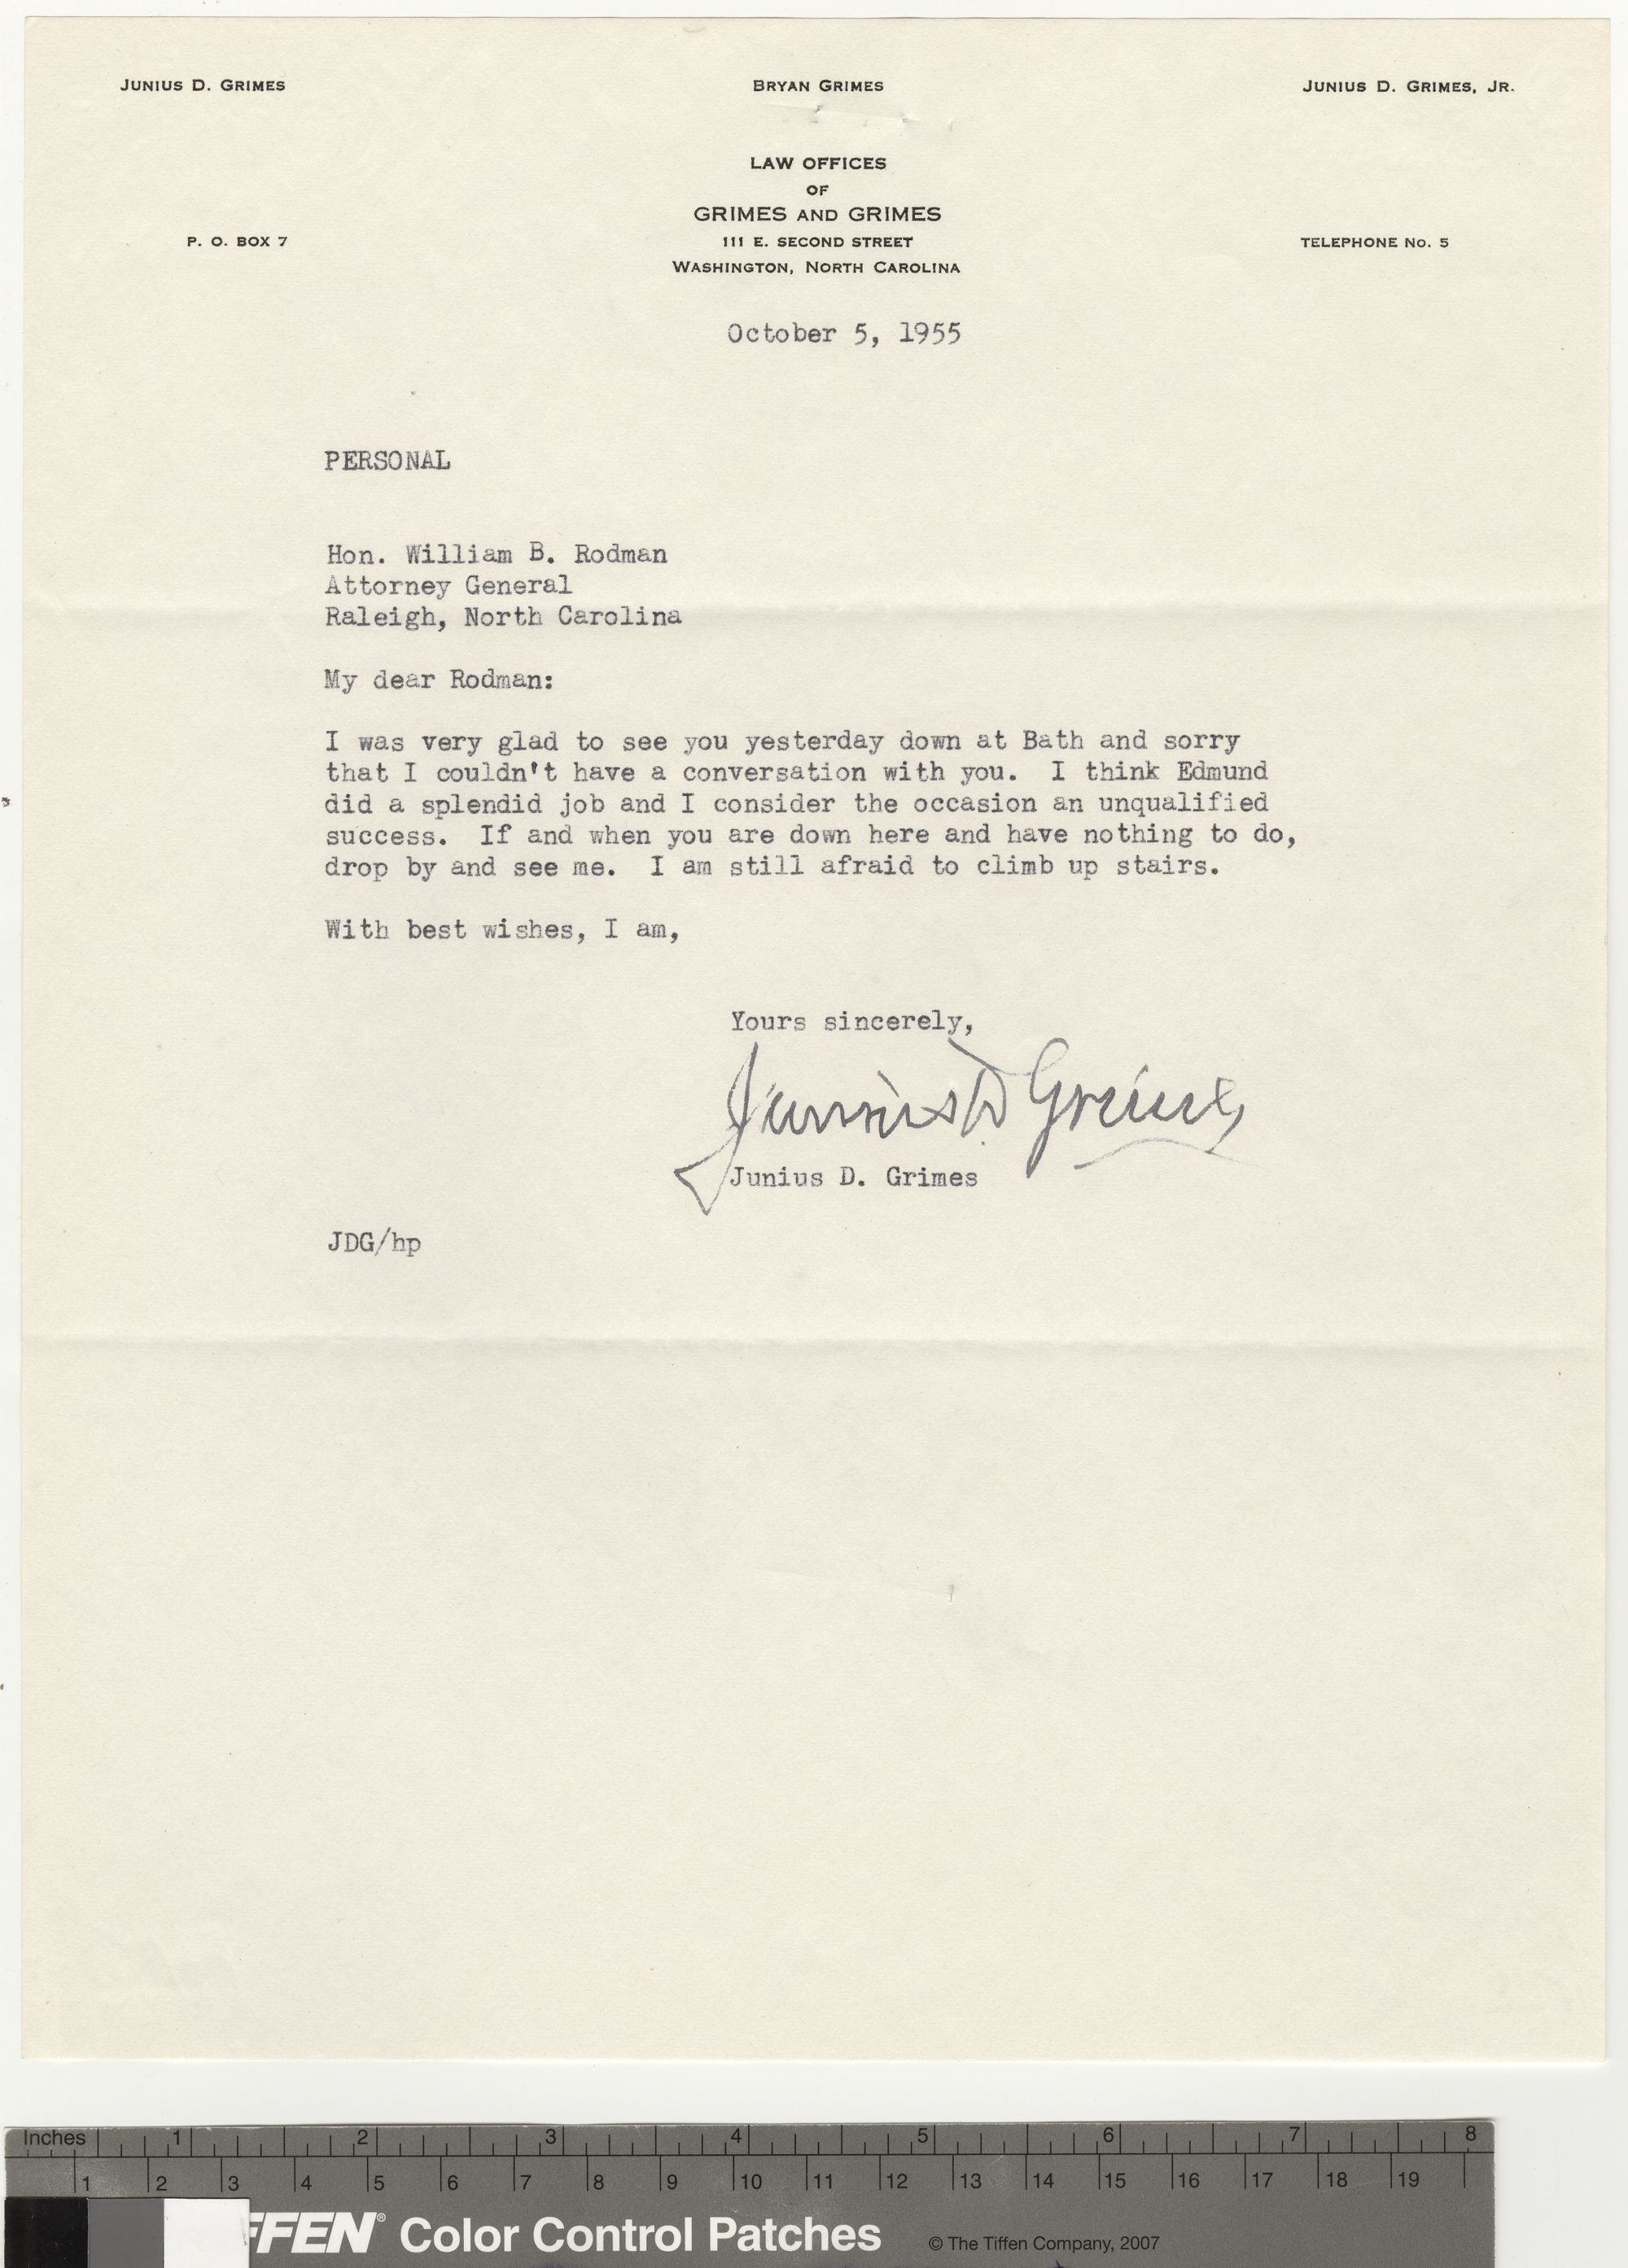 JUNIUS D. GRIMES BRYAN GRIMES JUNIUS D. GRIMES, JR.
LAW OFFICES
OF
GRIMES AND GRIMES
P. O. BOX 7 111 E. SECOND STREET TELEPHONE No. 5
WASHINGTON, NORTH CAROLINA
October 5, 1955
PERSONAL
Hon. William B. Rodman
Attorney General
Raleigh, North Carolina
My dear Rodman:
I was very glad to see you yesterday down at Bath and sorry
that I couldn't have a conversation with you. I think Edmund
did a splendid job and I consider the occasion an unqualified
success. If and when you are down here and have nothing to do,
drop by and see me. I am still afraid to climb up stairs.
With best wishes, I am,
Yours sincerely,
Junius D Grimes
Junius D. Grimes
JDG/hp
Inches 1 2 3 4 5 6 7 8
1 2 3 4 5 6 7 8 9 10 11 12 13 14 15 16 17 18 19
FFEN® Color Control Patches © The Tiffen Company, 2007